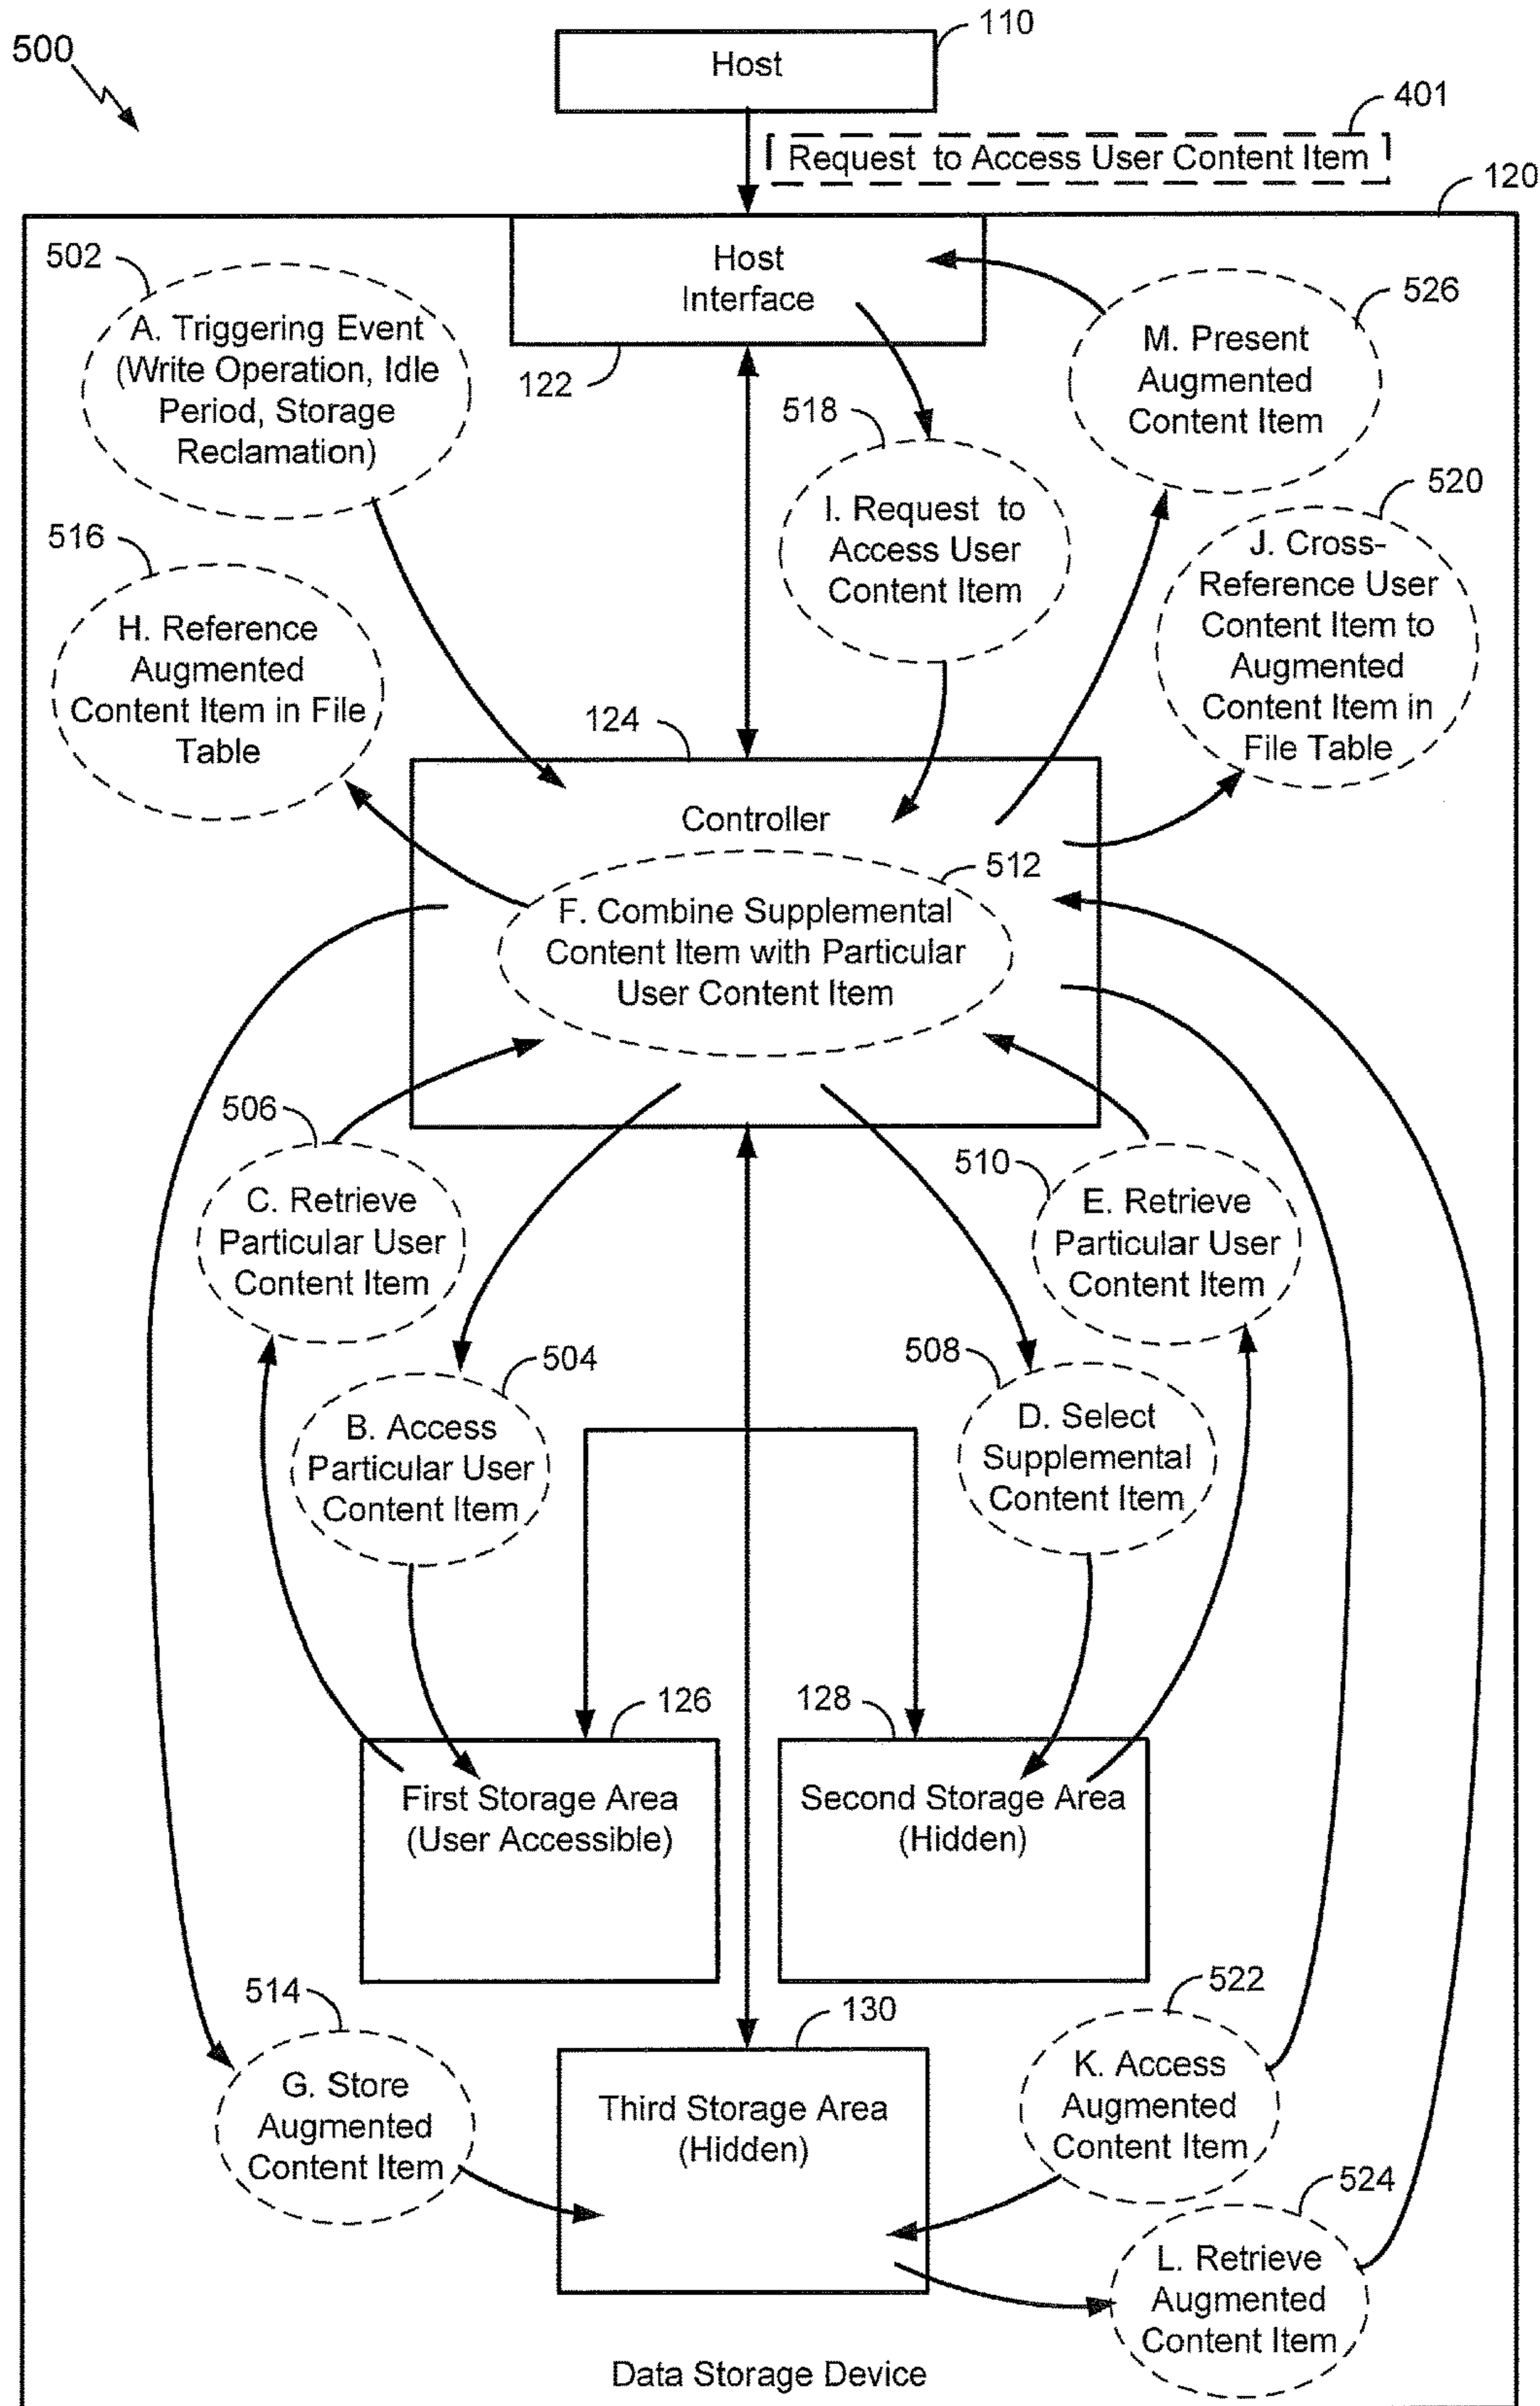 500
Host
110
401
Request to Access User Content Item
120
Host
Interface
122
502
A. Triggering Event
(Write Operation, Idle
Period, Storage
Reclamation)
526
M. Present
Augmented
Content Item
518
I. Request to
Access User
Content Item
520
J. Cross-
Reference User
Content Item to
Augmented
Content Item in
File Table
516
H. Reference
Augmented
Content Item in File
Table
124
Controller
512
F. Combine Supplemental
Content Item with Particular
User Content Item
506
C. Retrieve
Particular User
Content Item
510
E. Retrieve
Particular User
Content Item
504
B. Access
Particular User
Content Item
508
D. Select
Supplemental
Content Item
126
First Storage Area
(User Accessible)
128
Second Storage Area
(Hidden)
514
G. Store
Augmented
Content Item
130
Third Storage Area
(Hidden)
522
K. Access
Augmented
Content Item
524
L. Retrieve
Augmented
Content Item
Data Storage Device